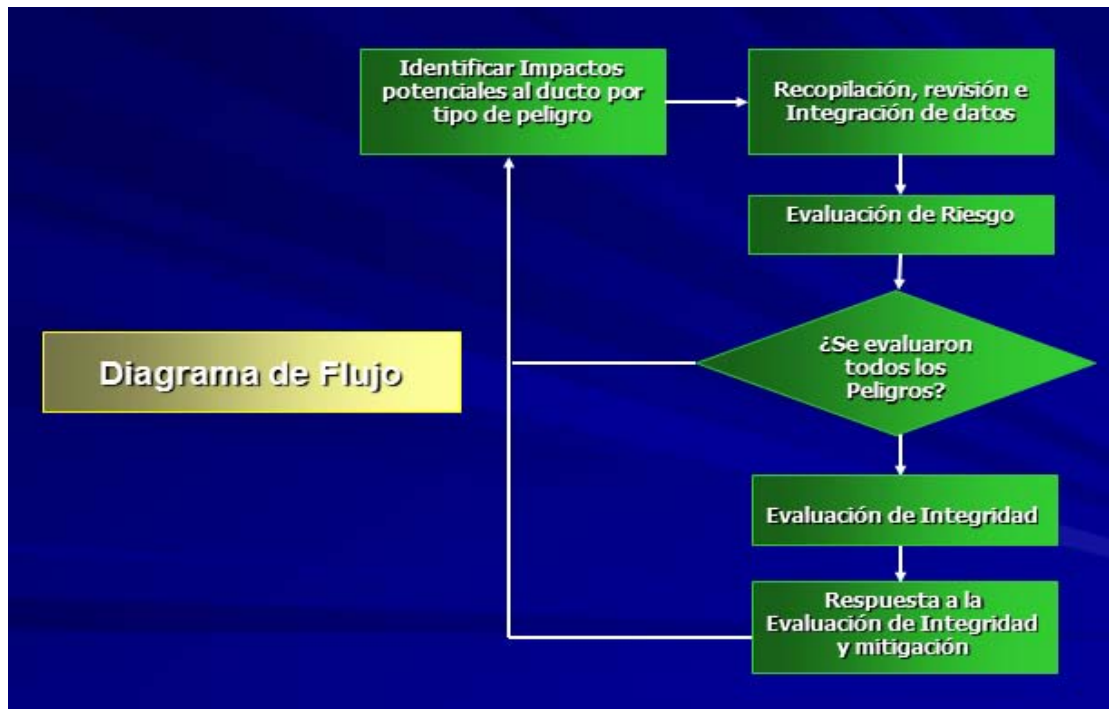 Identificar Impactos
potenciales al ducto por
tipo de peligro
Recopilación, revisión e
Integración de datos
Evaluación de Riesgo
¿Se evaluaron
todos los
Peligros?
Diagrama de Flujo
Evaluación de Integridad
Respuesta a la
Evaluación de Integridad
y mitigación